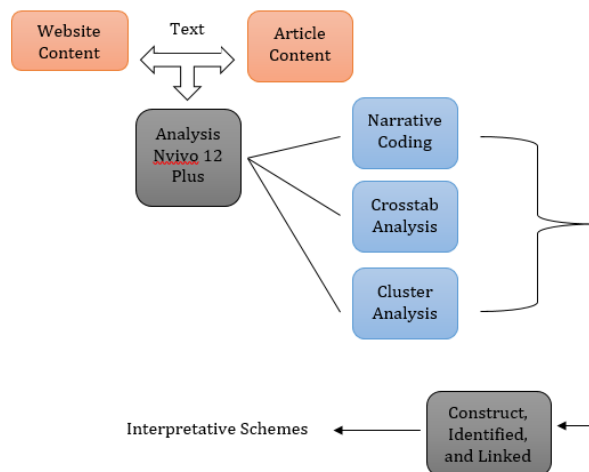 Website
Content
Text
Article
Content
Analysis
Nvivo 12
Plus
Narrative
Coding
Crosstab
Analysis
Cluster
Analysis
Interpretative Schemes
Construct,
Identified,
and Linked